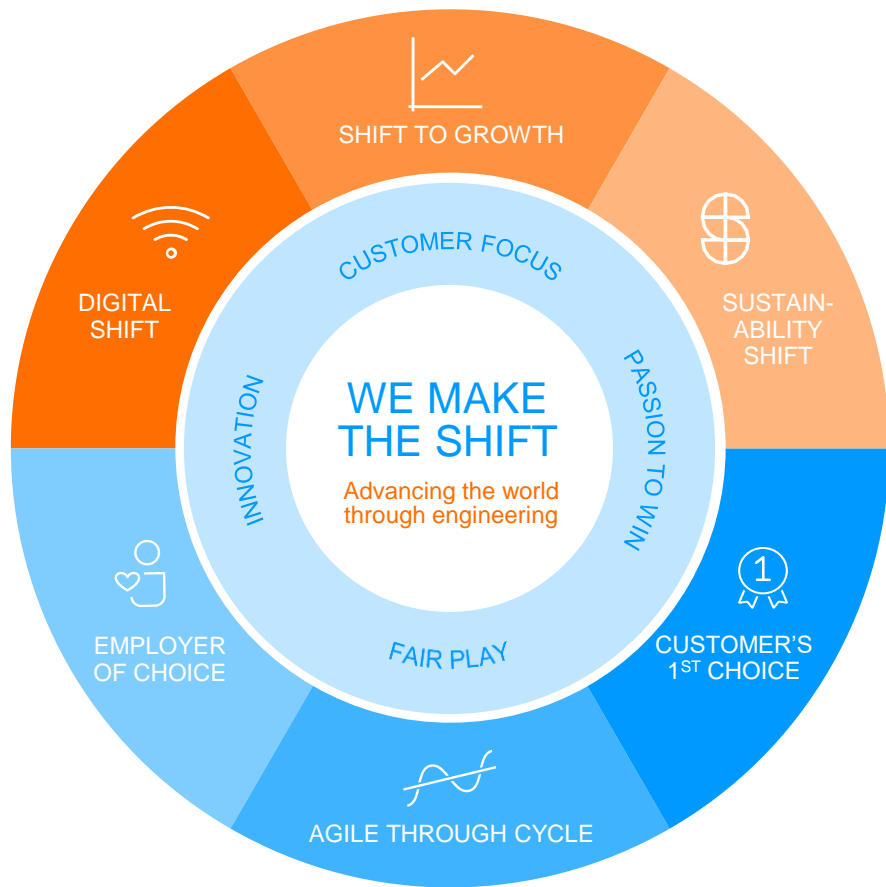 SHIFT TO GROWTH
DIGITAL
SHIFT
SUSTAIN-
ABILITY
SHIFT
CUSTOMER FOCUS
INNOVATION
PASSION TO WIN
WE MAKE
THE SHIFT
Advancing the world
through engineering
FAIR PLAY
EMPLOYER
OF CHOICE
1
CUSTOMER’S
1ST CHOICE
AGILE THROUGH CYCLE